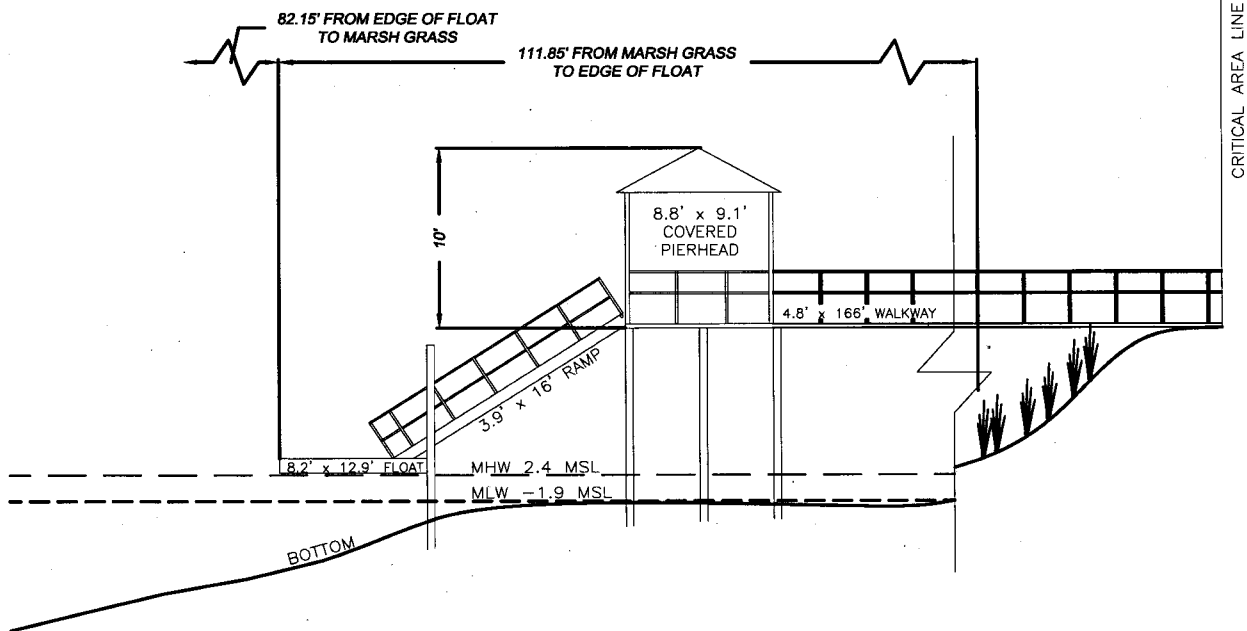 82.15' FROM EDGE OF FLOAT
TO MARSH GRASS
111.85' FROM MARSH GRASS
TO EDGE OF FLOAT
CRITICAL AREA LINE
10'
8.8' x 9.1'
COVERED
PIERHEAD
4.8' x 166' WALKWAY
3.9' x 16' RAMP
8.2' x 12.9' FLOAT
MHW 2.4 MSL
MLW -1.9 MSL
BOTTOM